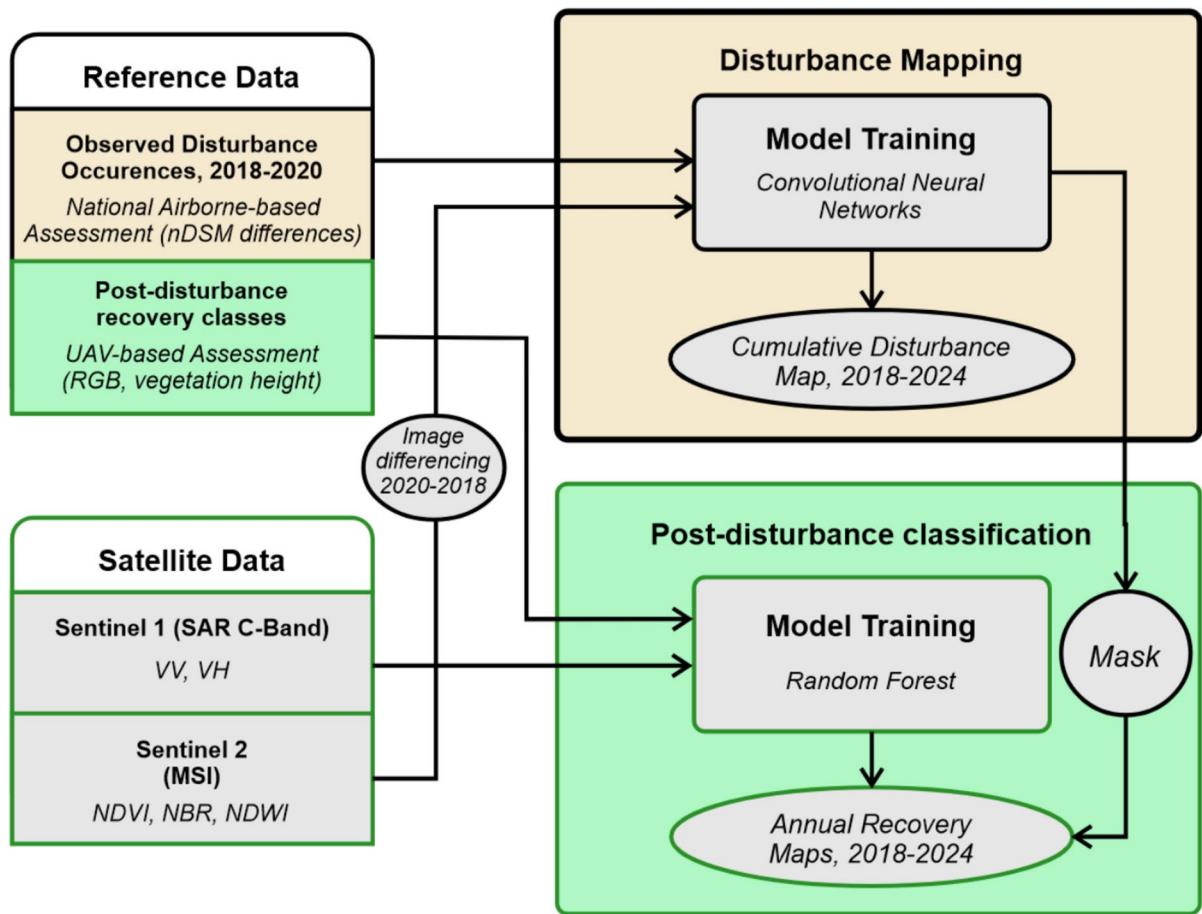 Reference Data
Observed Disturbance
Occurences, 2018-2020
National Airborne-based
Assessment (nDSM differences)
Post-disturbance
recovery classes
UAV-based Assessment
(RGB, vegetation height)
Satellite Data
Sentinel 1 (SAR C-Band)
VV, VH
Sentinel 2
(MSI)
NDVI, NBR, NDWI
Image
differencing
2020-2018
Disturbance Mapping
Model Training
Convolutional Neural
Networks
Cumulative Disturbance
Map, 2018-2024
Post-disturbance classification
Model Training
Random Forest
Mask
Annual Recovery
Maps, 2018-2024